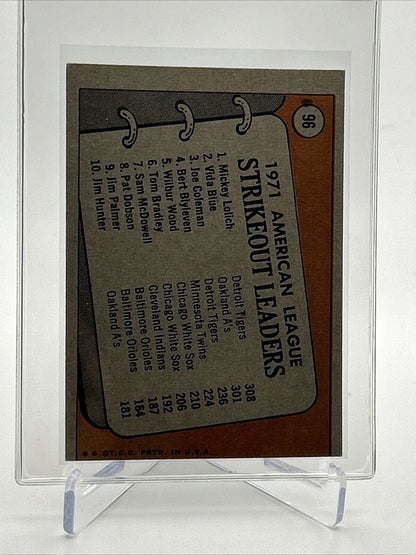 96
1971 AMERICAN LEAGUE
STRIKEOUT LEADERS
1. Mickey Lolich Detroit Tigers 308
2. Vida Blue Oakland A's 301
3. Joe Coleman Detroit Tigers 236
4. Bert Blyleven Minnesota Twins 224
5. Wilbur Wood Chicago White Sox 210
6. Tom Bradley Chicago White Sox 206
7. Sam McDowell Cleveland Indians 192
8. Pat Dobson Baltimore Orioles 187
9. Jim Palmer Baltimore Orioles 184
10. Jim Hunter Oakland A's 181
©T.C.G. PRTD. IN U.S.A.